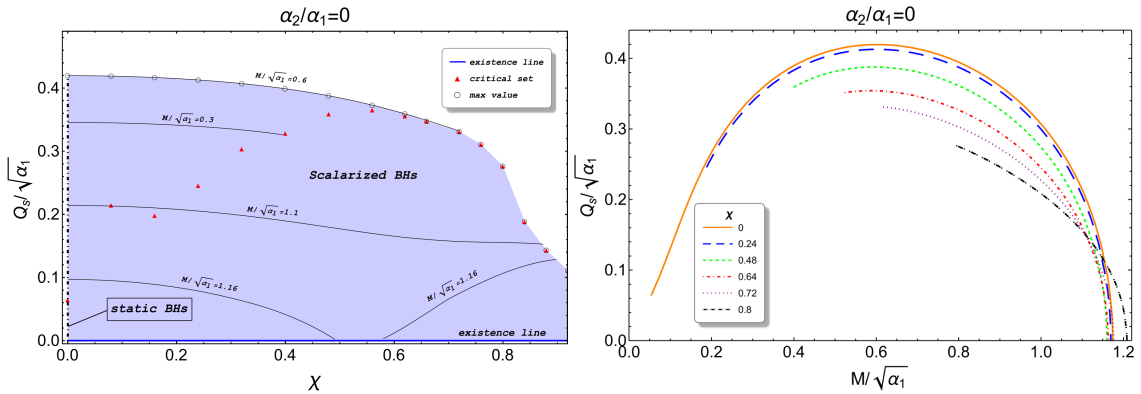 α₂/α₁=0
Qₛ/√α₁
0.4
0.3
0.2
0.1
0.0
0.0
0.2
0.4
0.6
0.8
χ
existence line
critical set
max value
M/√α₁=0.6
M/√α₁=0.3
Scalarized BHs
M/√α₁=1.1
M/√α₁=1.16
M/√α₁=1.16
static BHs
existence line
α₂/α₁=0
Qₛ/√α₁
0.4
0.3
0.2
0.1
0.0
χ
0
0.24
0.48
0.64
0.72
0.8
0.0
0.2
0.4
0.6
0.8
1.0
1.2
M/√α₁